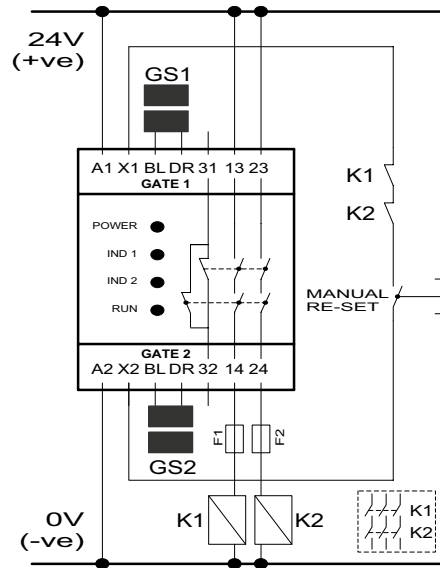 24V
(+ve)
GS1
A1 X1 BL DR 31 13 23
GATE 1
K1
K2
POWER
IND 1
IND 2
RUN
MANUAL
RE-SET
GATE 2
A2 X2 BL DR 32 14 24
F1
F2
GS2
0V
(-ve)
K1
K2
K1
K2